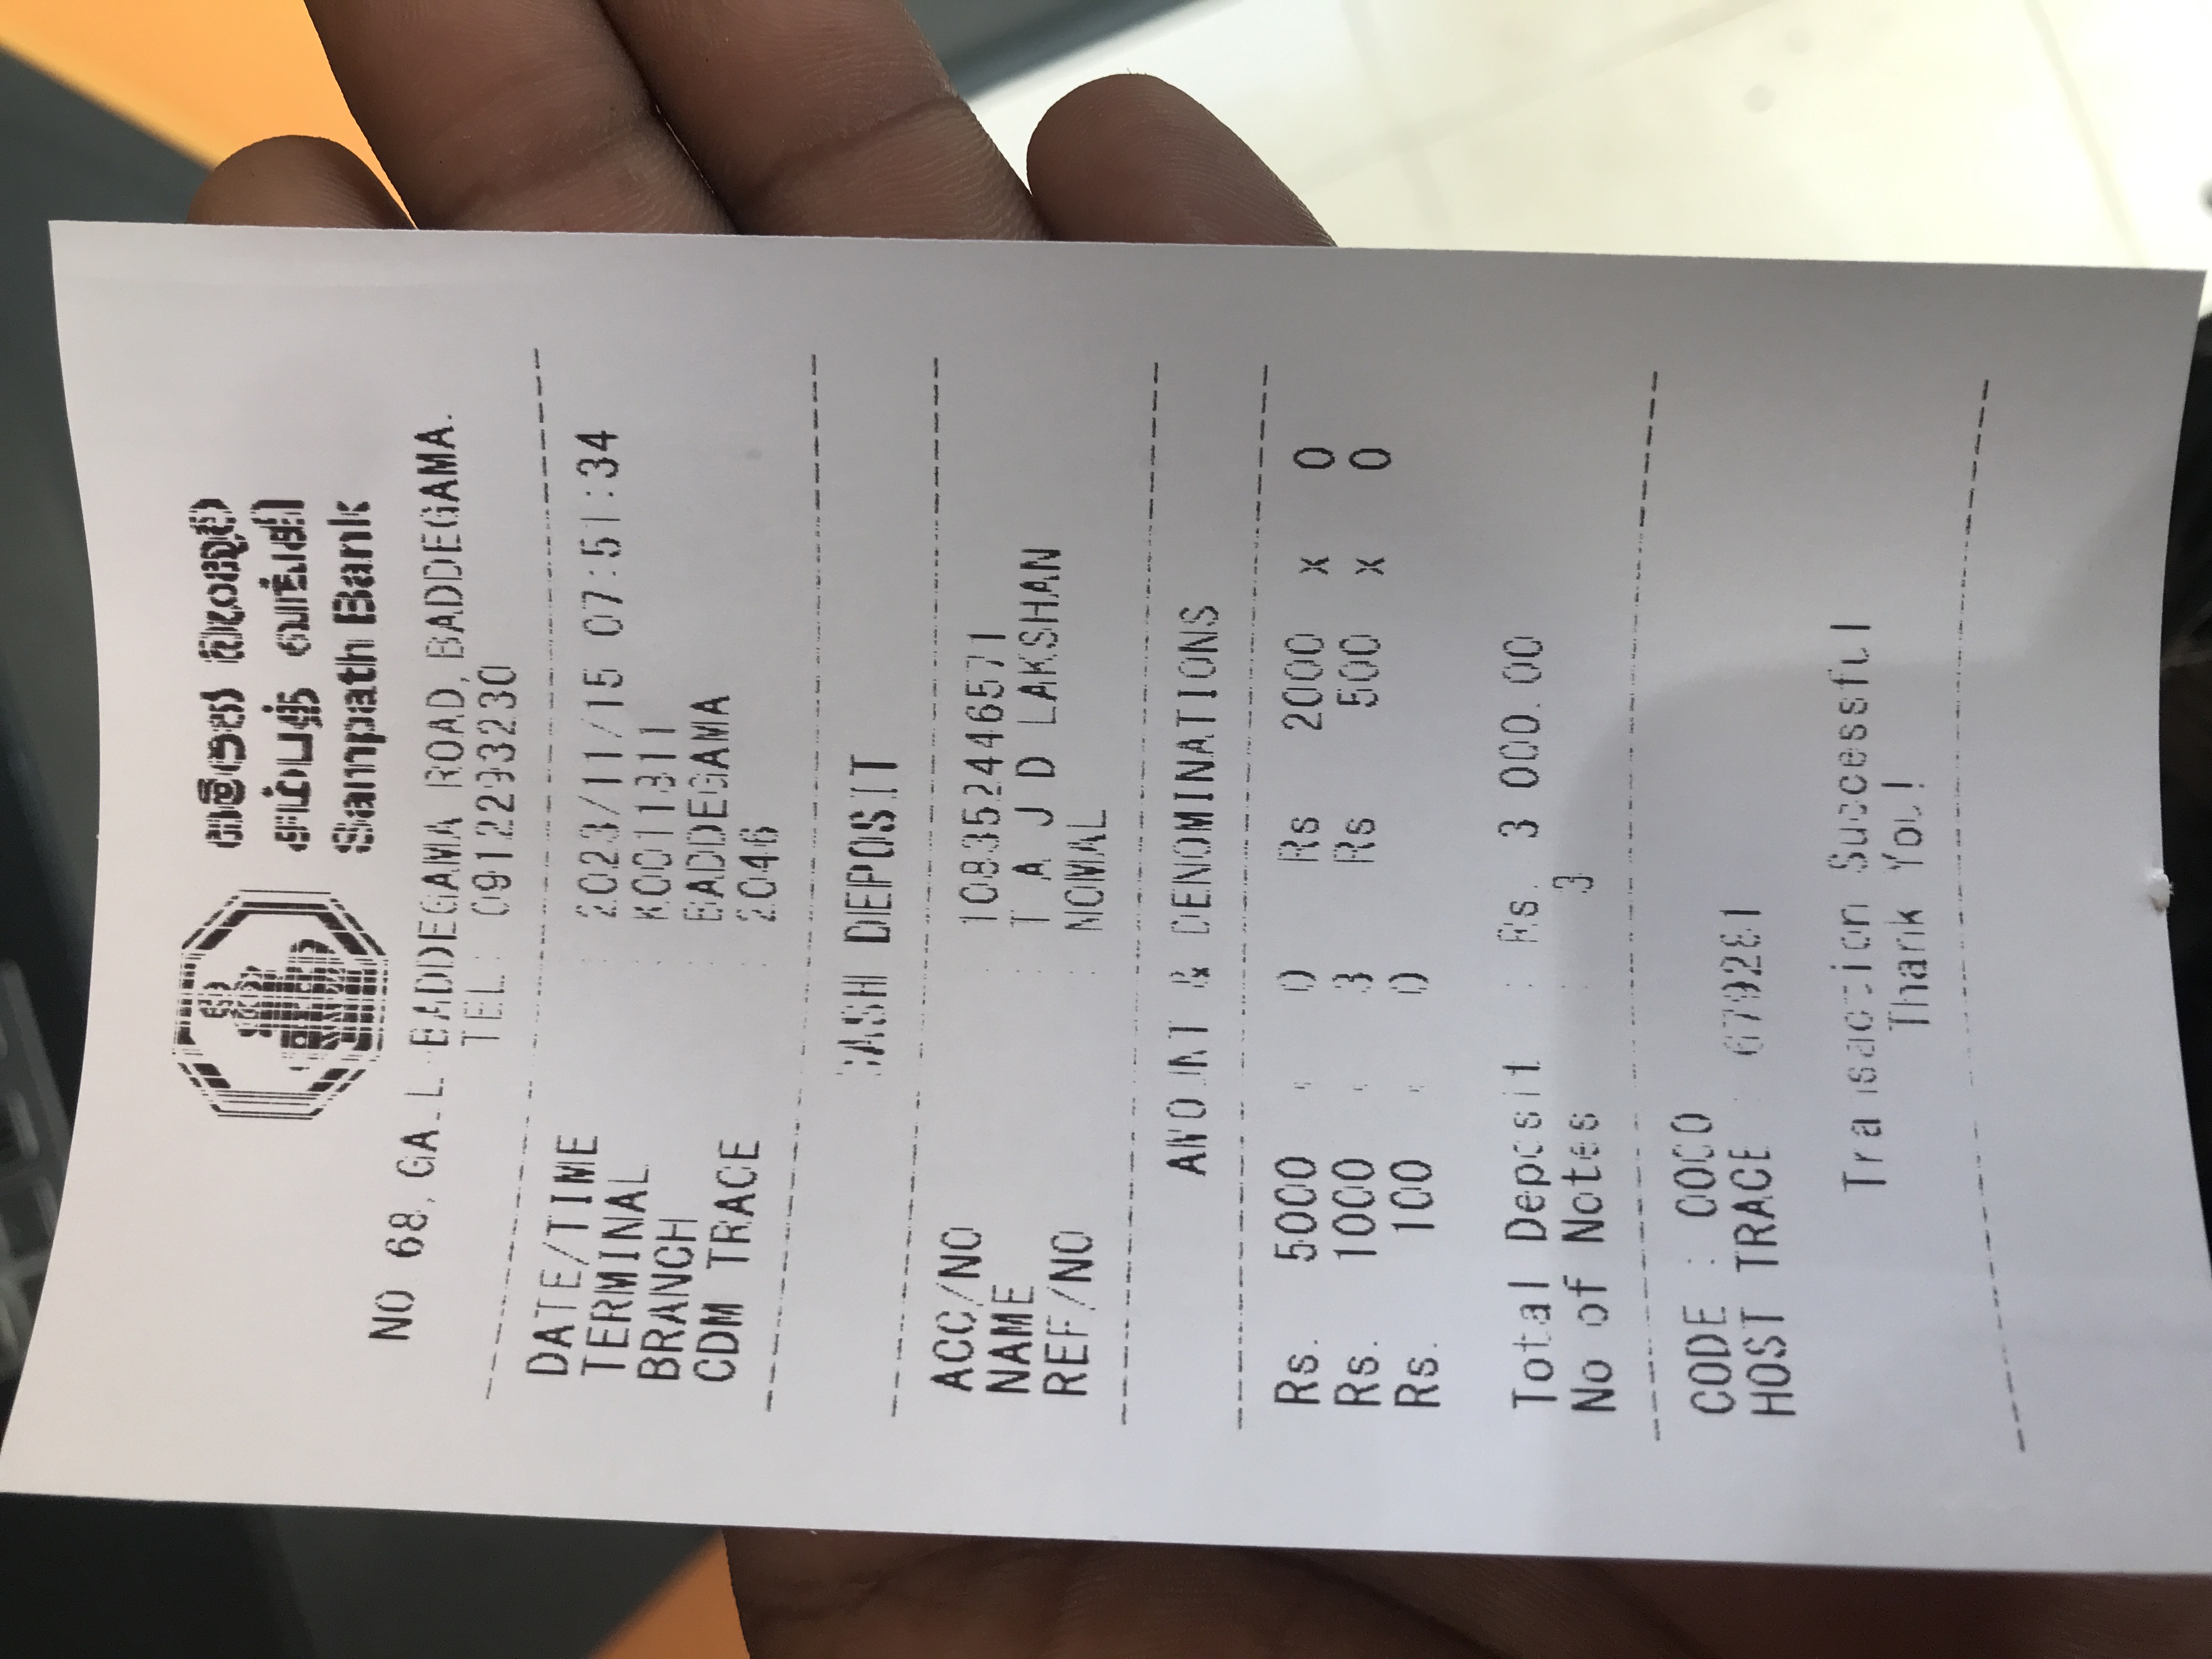 සම්පත් බැංකුව
சம்பத் வங்கி
Sampath Bank
NO 68, GALLE BADDEGAMA ROAD, BADDEGAMA.
TEL : 0912293230
DATE/TIME : 2023/11/15 07:51:34
TERMINAL : K0011311
BRANCH : BADDEGAMA
CDM TRACE : 2046
CASH DEPOSIT
ACC/NO : 108352446571
NAME : T A J D LAKSHAN
REF/NO : NOMAL
AMOUNT & DENOMINATIONS
Rs. 5000 x 0 Rs 2000 x 0
Rs. 1000 x 3 Rs 500 x 0
Rs. 100 x 0
Total Deposit : Rs. 3 000.00
No of Notes : 3
CODE : 0000
HOST TRACE :
Transaction Successful
Thank You!